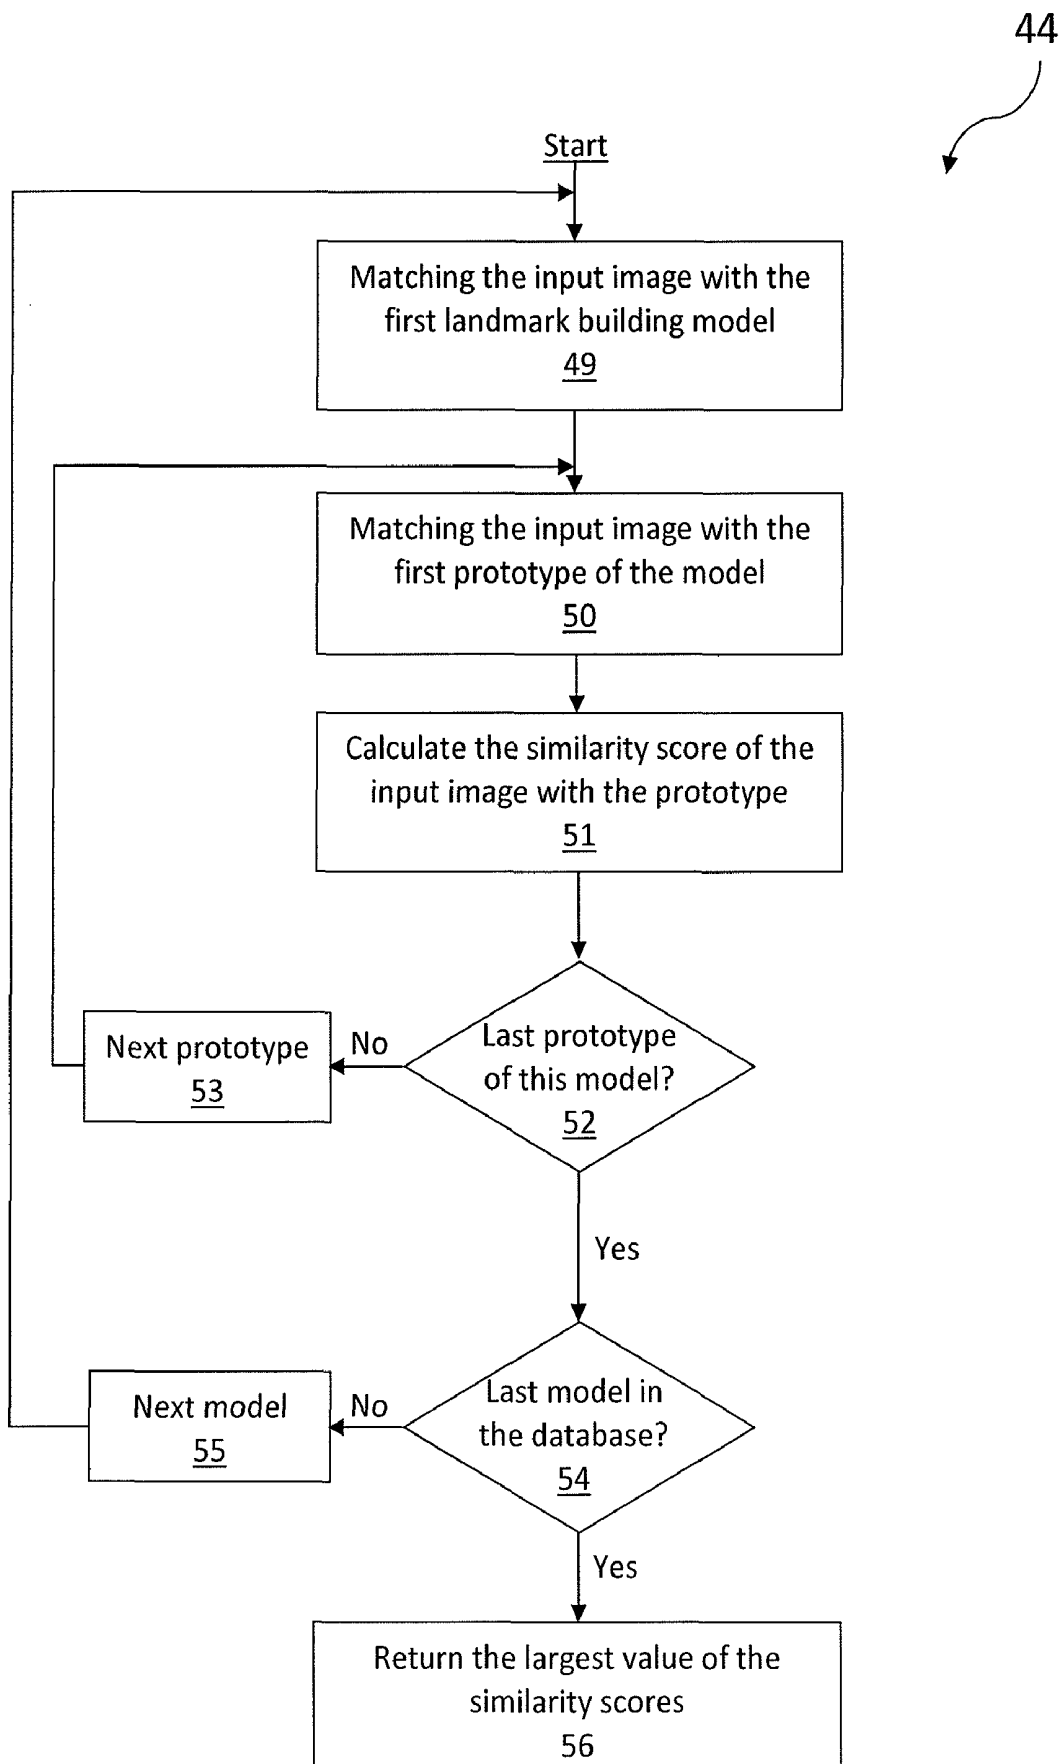 44
Start
Matching the input image with the
first landmark building model
49
Matching the input image with the
first prototype of the model
50
Calculate the similarity score of the
input image with the prototype
51
Last prototype
of this model?
52
No
Next prototype
53
Yes
Last model in
the database?
54
No
Next model
55
Yes
Return the largest value of the
similarity scores
56